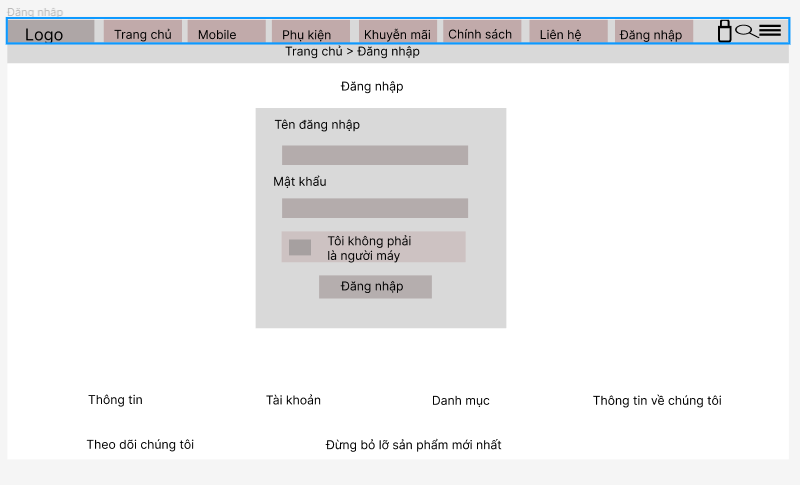 Đăng nhập
Logo Trang chủ Mobile Phụ kiện Khuyễn mãi Chính sách Liên hệ Đăng nhập
Trang chủ > Đăng nhập
Đăng nhập
Tên đăng nhập
Mật khẩu
Tôi không phải
là người máy
Đăng nhập
Thông tin Tài khoản Danh mục Thông tin về chúng tôi
Theo dõi chúng tôi Đừng bỏ lỡ sản phẩm mới nhất